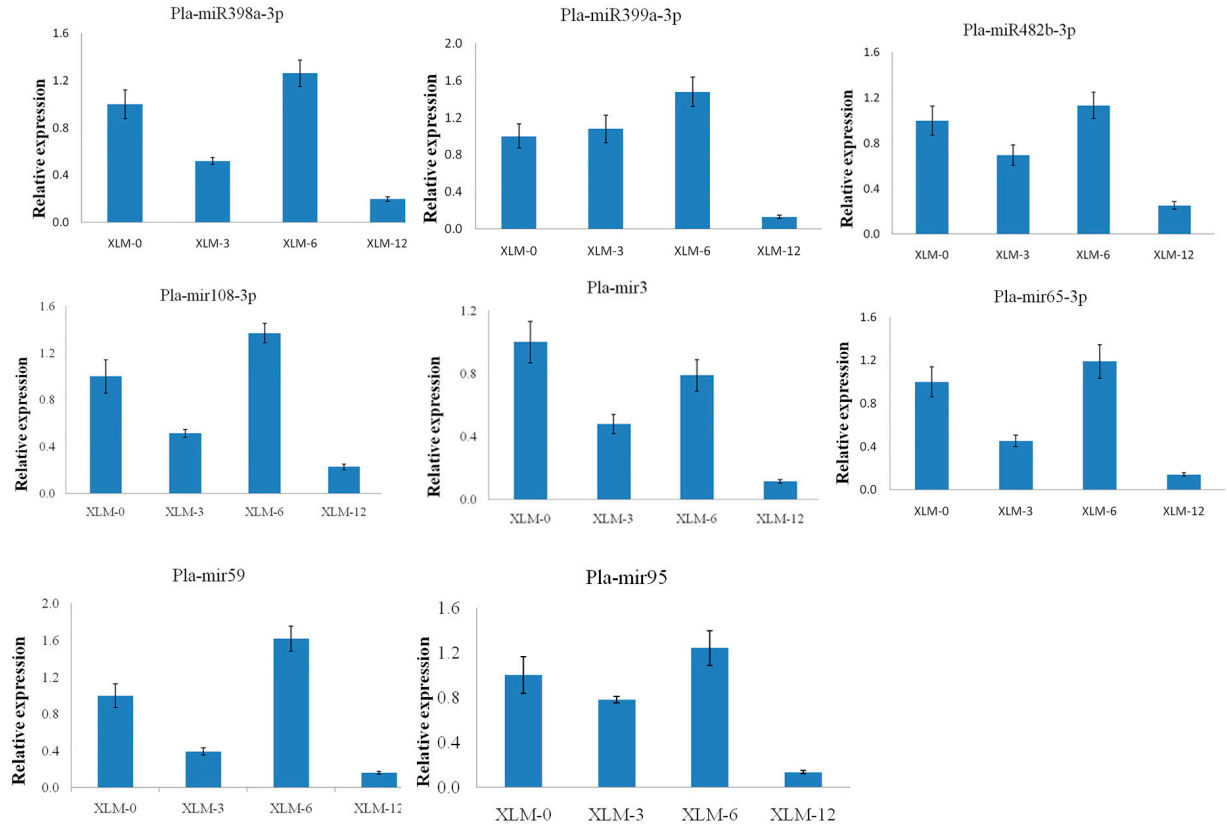 Pla-miR398a-3p
Relative expression
1.6
1.2
0.8
0.4
0.0
XLM-0 XLM-3 XLM-6 XLM-12
Pla-miR399a-3p
Relative expression
2.0
1.6
1.2
0.8
0.4
0.0
XLM-0 XLM-3 XLM-6 XLM-12
Pla-miR482b-3p
Relative expression
1.6
1.2
0.8
0.4
0.0
XLM-0 XLM-3 XLM-6 XLM-12
Pla-mir108-3p
Relative expression
1.6
1.2
0.8
0.4
0.0
XLM-0 XLM-3 XLM-6 XLM-12
Pla-mir3
Relative expression
1.2
0.8
0.4
0.0
XLM-0 XLM-3 XLM-6 XLM-12
Pla-mir65-3p
Relative expression
1.6
1.2
0.8
0.4
0.0
XLM-0 XLM-3 XLM-6 XLM-12
Pla-mir59
Relative expression
2.0
1.6
1.2
0.8
0.4
0.0
XLM-0 XLM-3 XLM-6 XLM-12
Pla-mir95
Relative expression
1.6
1.2
0.8
0.4
0.0
XLM-0 XLM-3 XLM-6 XLM-12